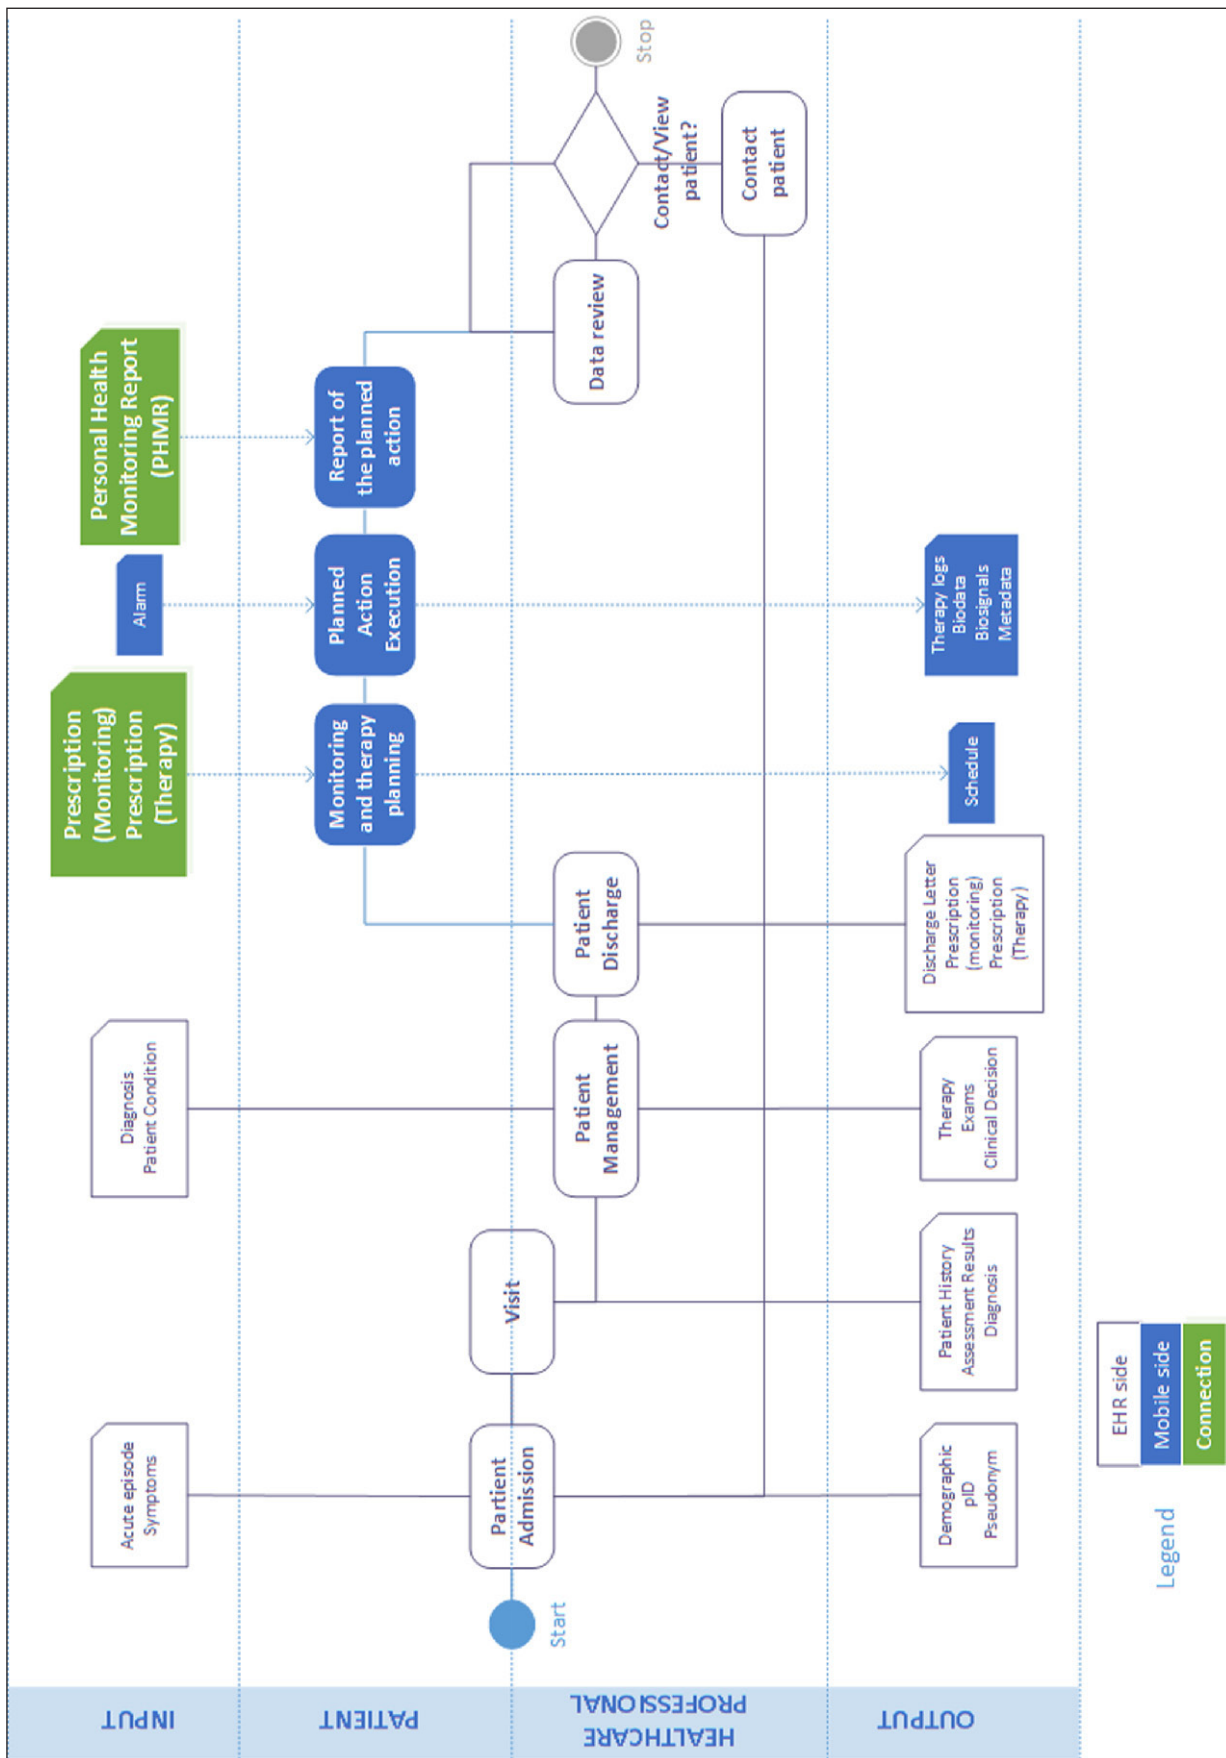 INPUT
Acute episode
Symptoms
Diagnosis
Patient Condition
Prescription
(Monitoring)
Prescription
(Therapy)
Alarm
Personal Health
Monitoring Report
(PHMR)
PATIENT
Monitoring
and therapy
planning
Planned
Action
Execution
Report of
the planned
action
HEALTHCARE
PROFESSIONAL
Start
Partient
Admission
Visit
Patient
Management
Patient
Discharge
Data review
Contact/View
patient?
Stop
Contact
patient
OUTPUT
Demographic
pID
Pseudonym
Patient History
Assessment Results
Diagnosis
Therapy
Exams
Clinical Decision
Discharge Letter
Prescription
(monitoring)
Prescription
(Therapy)
Schedule
Therapy logs
Biodata
Biosignals
Metadada
Legend
EHR side
Mobile side
Connection